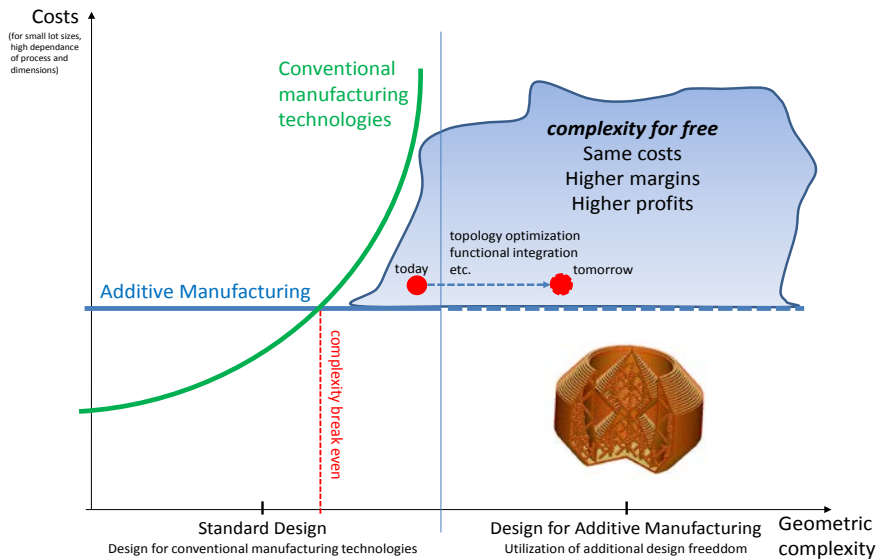 Costs
(for small lot sizes,
high dependance
of process and
dimensions)
Conventional
manufacturing
technologies
complexity for free
Same costs
Higher margins
Higher profits
topology optimization
functional integration
etc.
today
tomorrow
Additive Manufacturing
complexity break even
Standard Design
Design for conventional manufacturing technologies
Design for Additive Manufacturing
Utilization of additional design freeddom
Geometric
complexity